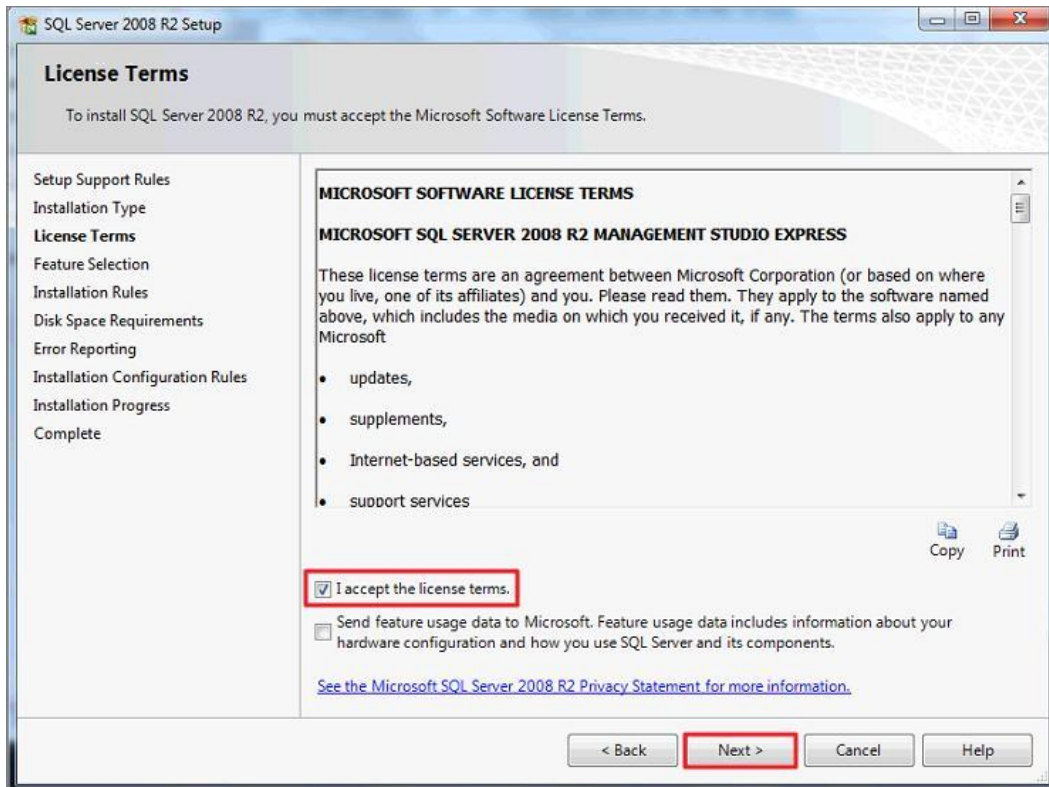 SQL Server 2008 R2 Setup
License Terms
To install SQL Server 2008 R2, you must accept the Microsoft Software License Terms.
Setup Support Rules
Installation Type
License Terms
Feature Selection
Installation Rules
Disk Space Requirements
Error Reporting
Installation Configuration Rules
Installation Progress
Complete
MICROSOFT SOFTWARE LICENSE TERMS
MICROSOFT SQL SERVER 2008 R2 MANAGEMENT STUDIO EXPRESS
These license terms are an agreement between Microsoft Corporation (or based on where
you live, one of its affiliates) and you. Please read them. They apply to the software named
above, which includes the media on which you received it, if any. The terms also apply to any
Microsoft
• updates,
• supplements,
• Internet-based services, and
• support services
Copy Print
I accept the license terms.
Send feature usage data to Microsoft. Feature usage data includes information about your
hardware configuration and how you use SQL Server and its components.
See the Microsoft SQL Server 2008 R2 Privacy Statement for more information.
< Back Next > Cancel Help